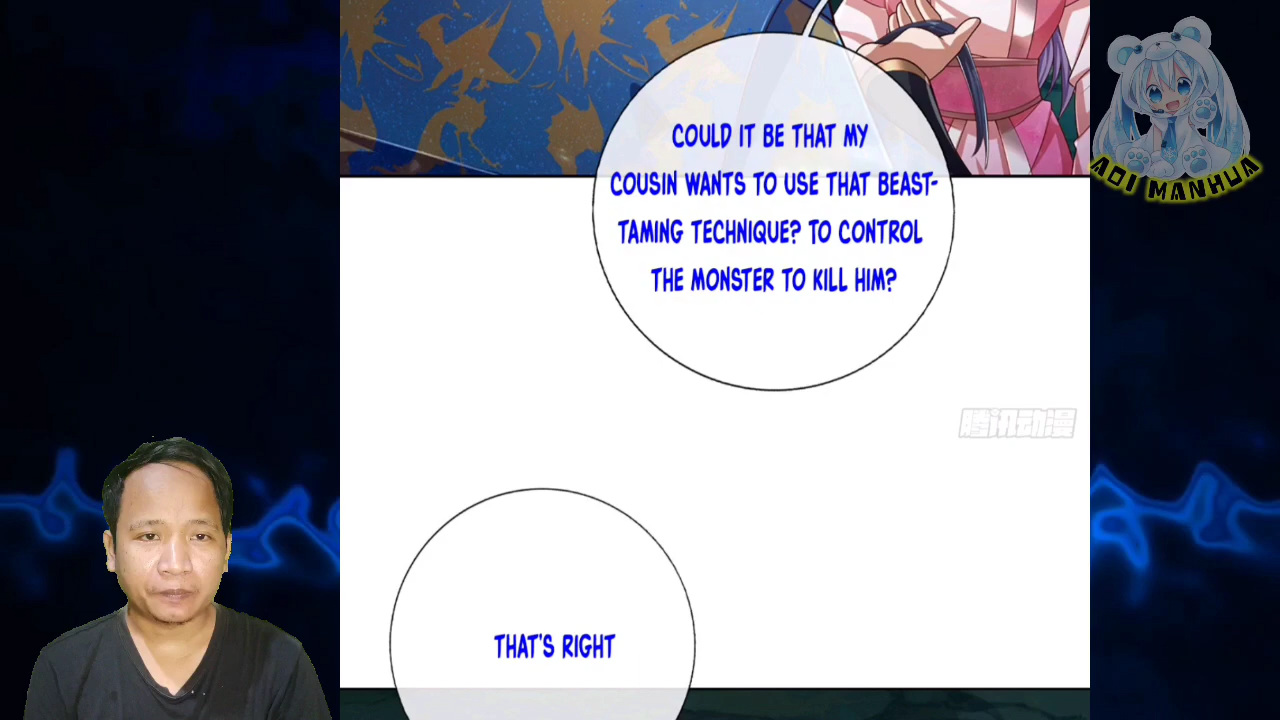 COULD IT BE THAT MY
COUSIN WANTS TO USE THAT BEAST-
TAMING TECHNIQUE? TO CONTROL
THE MONSTER TO KILL HIM?
AOI MANHUA
腾讯动漫
THAT'S RIGHT